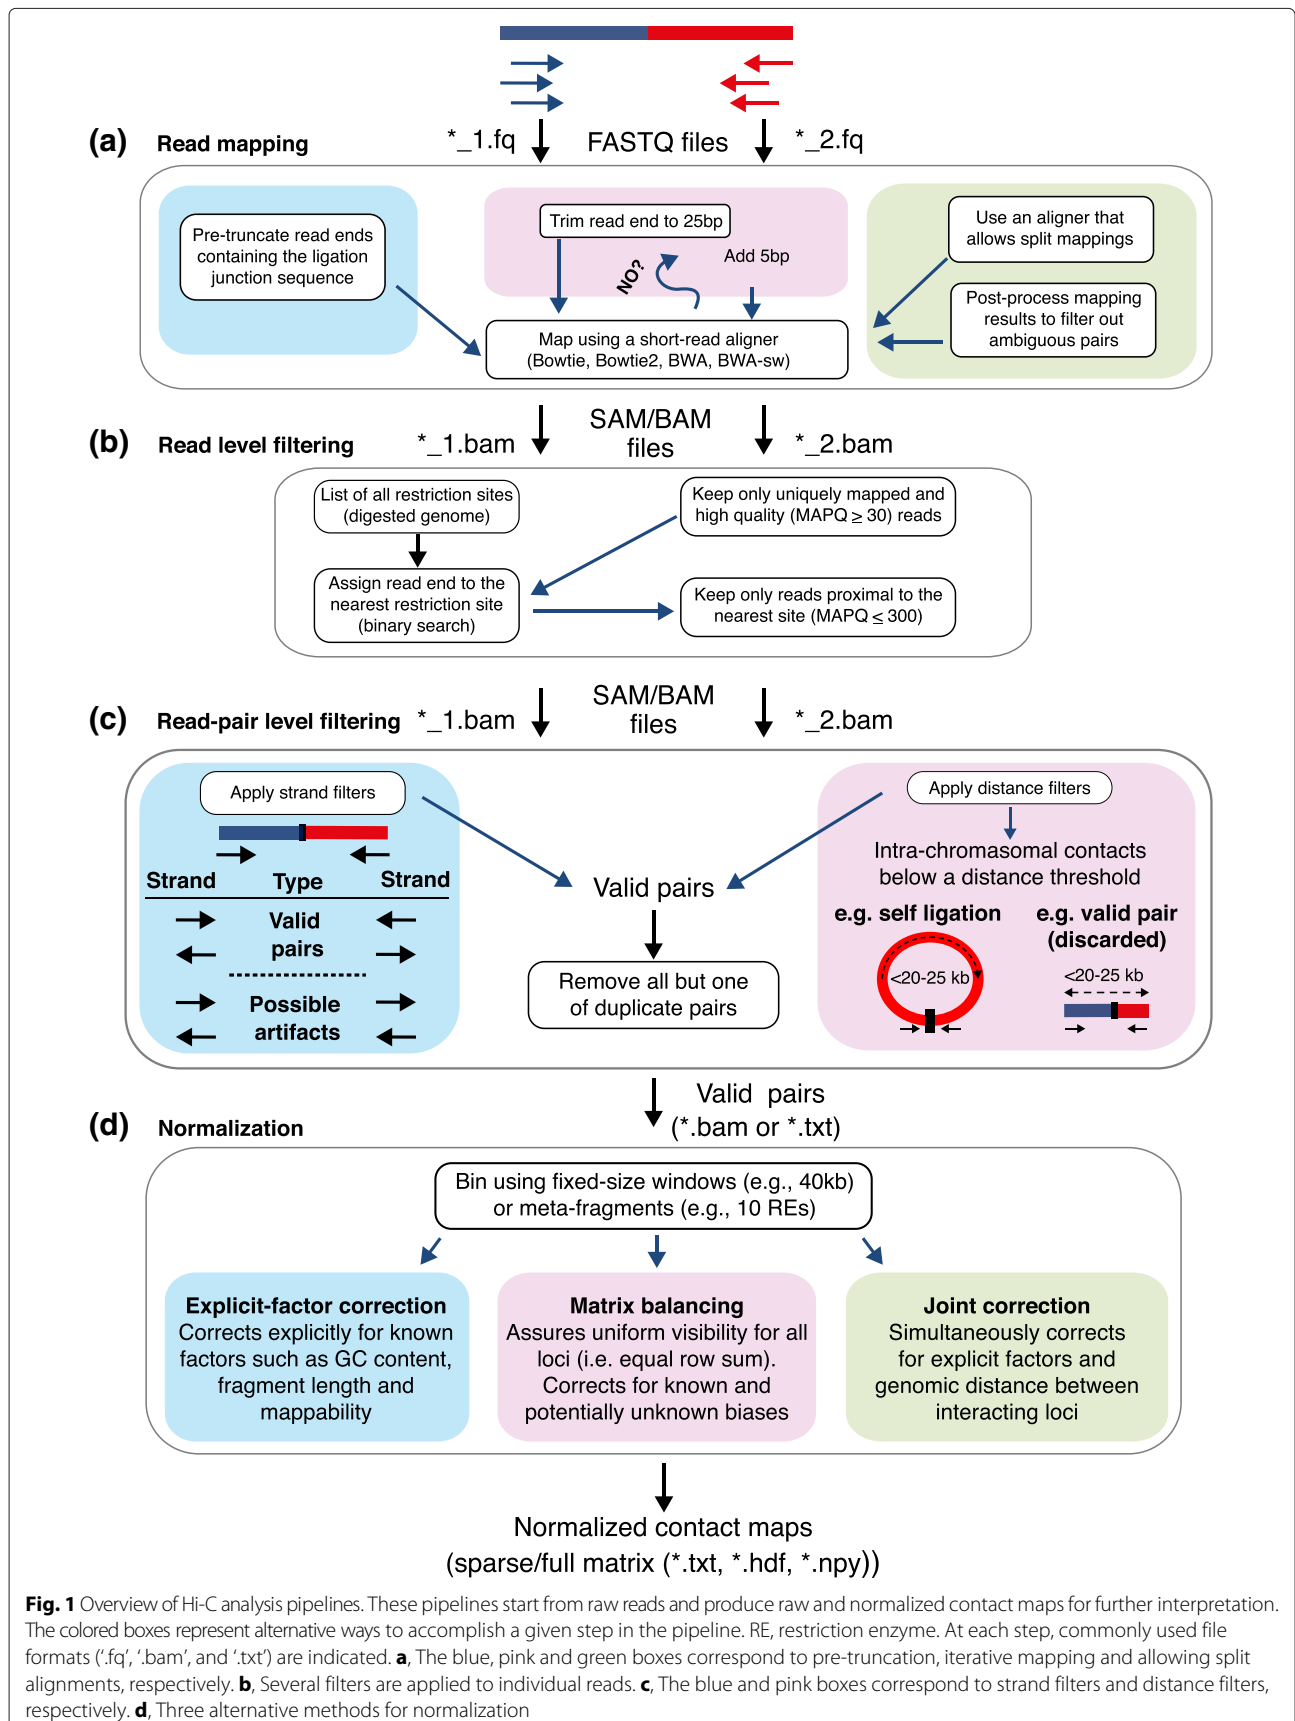 *_1.fq FASTQ files *_2.fq
(a) Read mapping
Pre-truncate read ends
containing the ligation
junction sequence
Trim read end to 25bp
NO?
Add 5bp
Map using a short-read aligner
(Bowtie, Bowtie2, BWA, BWA-sw)
Use an aligner that
allows split mappings
Post-process mapping
results to filter out
ambiguous pairs
SAM/BAM
files
(b) Read level filtering *_1.bam *_2.bam
List of all restriction sites
(digested genome)
Assign read end to the
nearest restriction site
(binary search)
Keep only uniquely mapped and
high quality (MAPQ ≥ 30) reads
Keep only reads proximal to the
nearest site (MAPQ ≤ 300)
SAM/BAM
files
(c) Read-pair level filtering *_1.bam *_2.bam
Apply strand filters
Strand Type Strand
Valid
pairs
Possible
artifacts
Valid pairs
Remove all but one
of duplicate pairs
Apply distance filters
Intra-chromasomal contacts
below a distance threshold
e.g. self ligation
<20-25 kb
e.g. valid pair
(discarded)
<20-25 kb
Valid pairs
(*.bam or *.txt)
(d) Normalization
Bin using fixed-size windows (e.g., 40kb)
or meta-fragments (e.g., 10 REs)
Explicit-factor correction
Corrects explicitly for known
factors such as GC content,
fragment length and
mappability
Matrix balancing
Assures uniform visibility for all
loci (i.e. equal row sum).
Corrects for known and
potentially unknown biases
Joint correction
Simultaneously corrects
for explicit factors and
genomic distance between
interacting loci
Normalized contact maps
(sparse/full matrix (*.txt, *.hdf, *.npy))
Fig. 1 Overview of Hi-C analysis pipelines. These pipelines start from raw reads and produce raw and normalized contact maps for further interpretation.
The colored boxes represent alternative ways to accomplish a given step in the pipeline. RE, restriction enzyme. At each step, commonly used file
formats (‘.fq’, ‘.bam’, and ‘.txt’) are indicated. a, The blue, pink and green boxes correspond to pre-truncation, iterative mapping and allowing split
alignments, respectively. b, Several filters are applied to individual reads. c, The blue and pink boxes correspond to strand filters and distance filters,
respectively. d, Three alternative methods for normalization